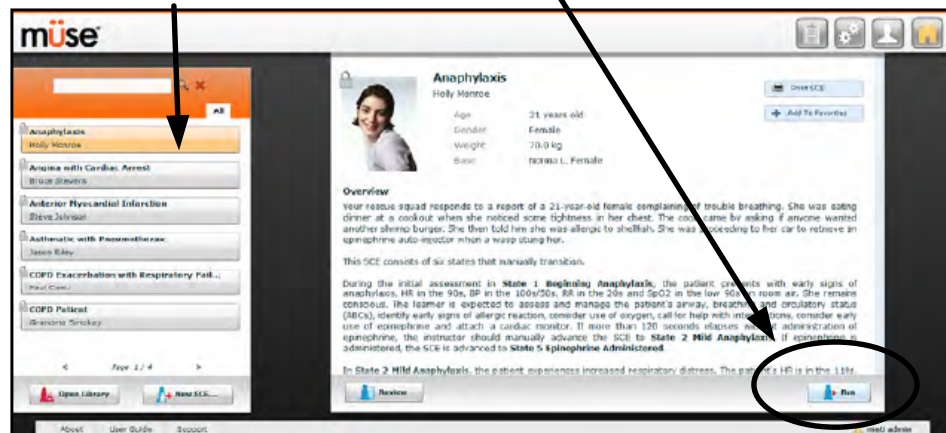 müse
All
Anaphylaxis
Holly Monroe
Angina with Cardiac Arrest
Bruce Stevens
Anterior Myocardial Infarction
Steve Johnson
Asthmatic with Pneumothorax
Jason Riley
COPD Exacerbation with Respiratory Fail...
COPD Patient
Grandma Smokey
< Page 1 / 4 >
Open Library
New SCE...
Anaphylaxis
Holly Monroe
Age 21 years old
Gender Female
Weight 70.0 kg
Base Norma L. Female
SCE
Add To Favorites
Overview
Your rescue squad responds to a report of a 21-year-old female complaining of trouble breathing. She was eating
dinner at a cookout when she noticed some tightness in her chest. The cook came by asking if anyone wanted
another shrimp burger. She then told him she was allergic to shellfish. She was proceeding to her car to retrieve an
epinephrine auto-injector when a wasp stung her.
This SCE consists of six states that manually transition.
During the initial assessment in State 1 Beginning Anaphylaxis, the patient presents with early signs of
anaphylaxis, HR in the 90s, BP in the 100s/50s, RR in the 20s and SpO2 in the low 90s on room air. She remains
conscious. The learner is expected to assess and manage the patient's airway, breathing and circulatory status
(ABCs), identify early signs of allergic reaction, consider use of oxygen, call for help with interventions, consider early
use of epinephrine and attach a cardiac monitor. If more than 120 seconds elapses without administration of
epinephrine, the instructor should manually advance the SCE to State 2 Mild Anaphylaxis. If epinephrine is
administered, the SCE is advanced to State 5 Epinephrine Administered.
In State 2 Mild Anaphylaxis, the patient experiences increased respiratory distress. The patient's HR is in the 110s,
Review
Run
About User Guide Support
meti admin